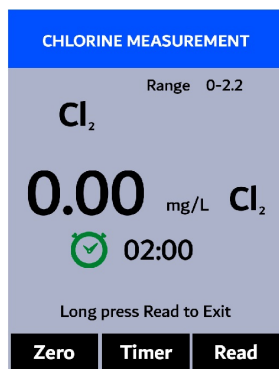 CHLORINE MEASUREMENT
Range 0-2.2
Cl₂
0.00 mg/L Cl₂
02:00
Long press Read to Exit
Zero Timer Read